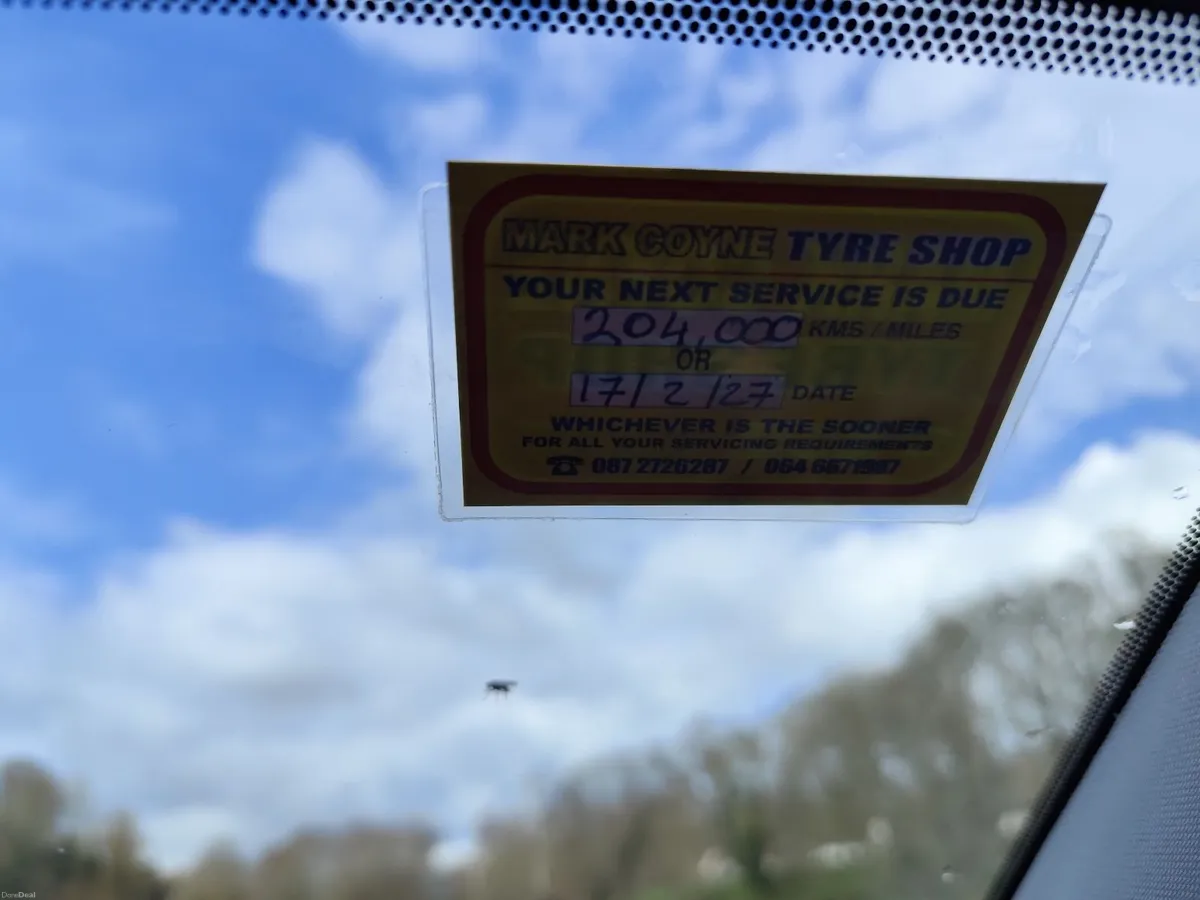 MARK COYNE TYRE SHOP
YOUR NEXT SERVICE IS DUE
204,000 KMS / MILES
OR
17/2/27 DATE
WHICHEVER IS THE SOONER
FOR ALL YOUR SERVICING REQUIREMENTS
☎ 087 2726287 / 064 6671987
DoneDeal